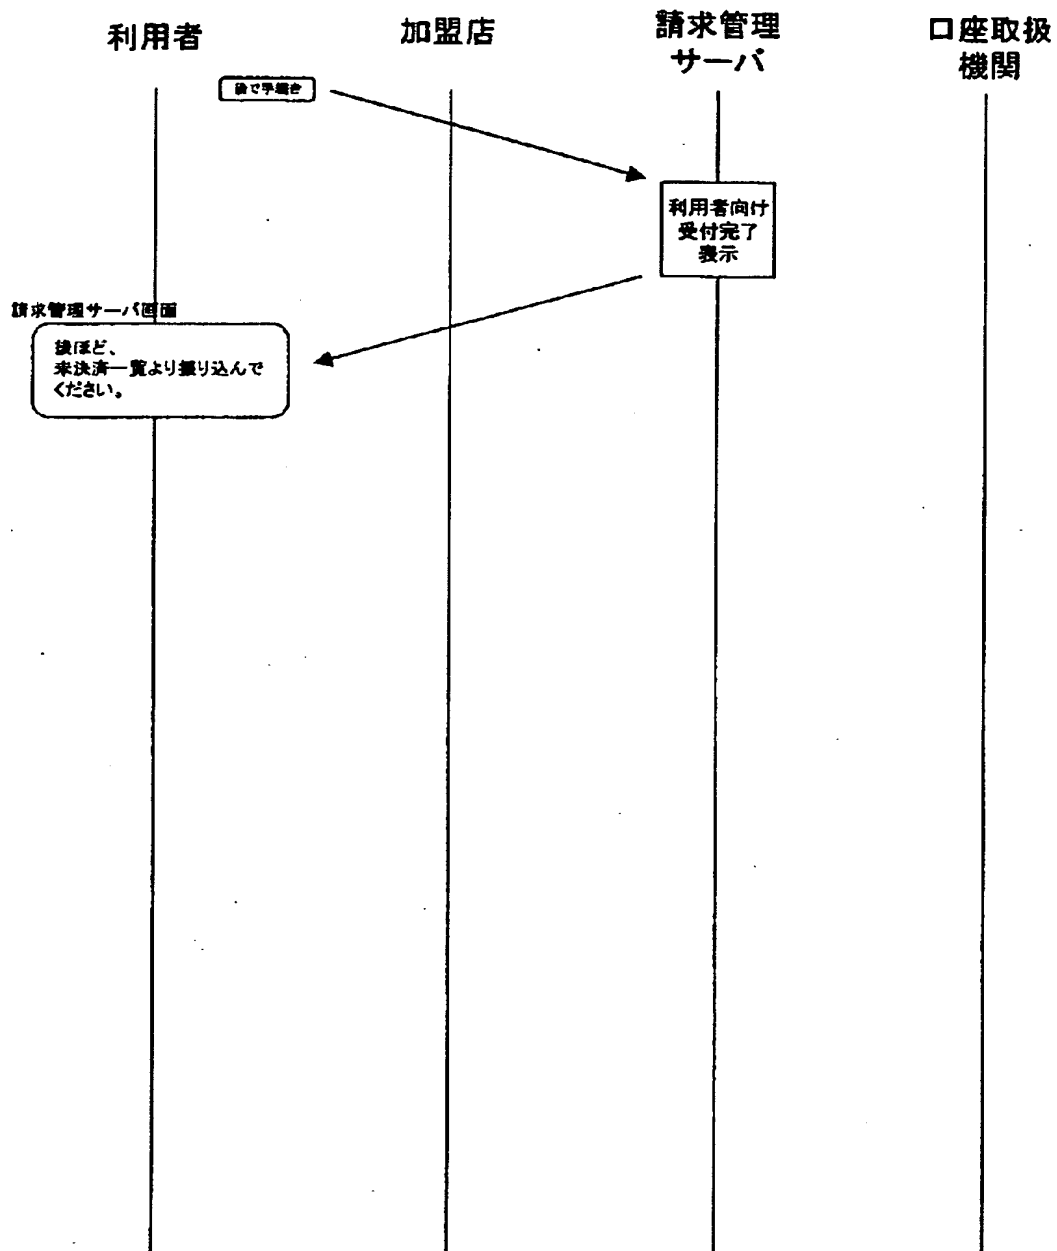 利用者
加盟店
請求管理
サーバ
口座取扱
機関
後で手続き
利用者向け
受付完了
表示
請求管理サーバ画面
後ほど、
未決済一覧より振り込んで
ください。